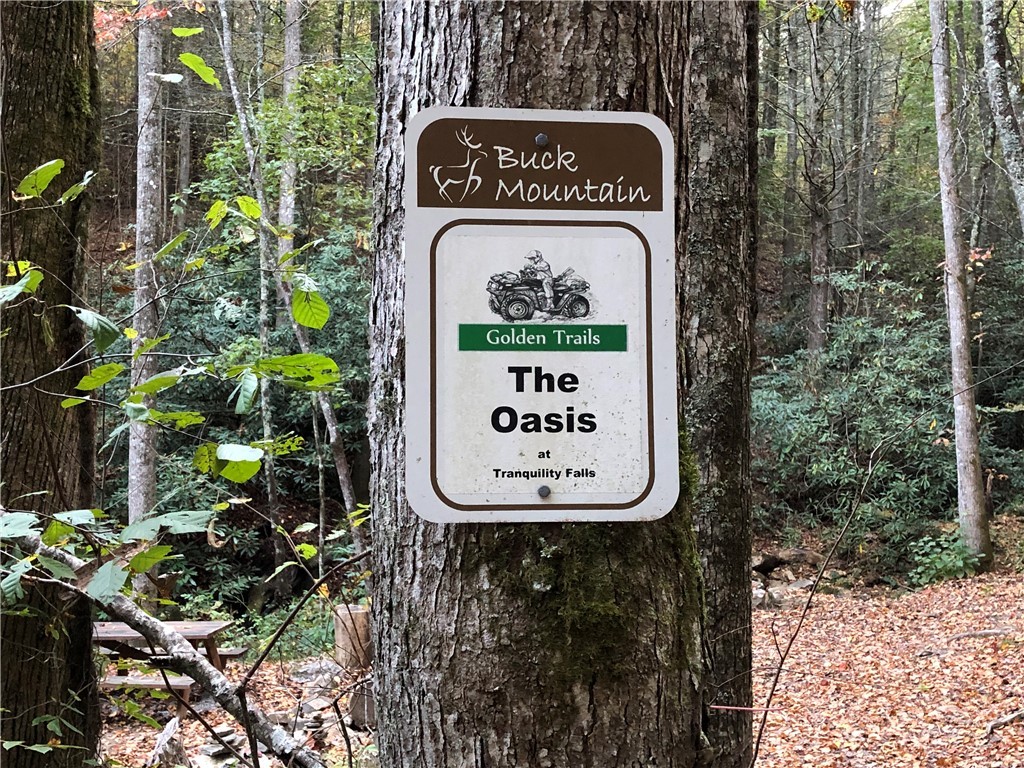 Buck
Mountain
Golden Trails
The
Oasis
at
Tranquility Falls